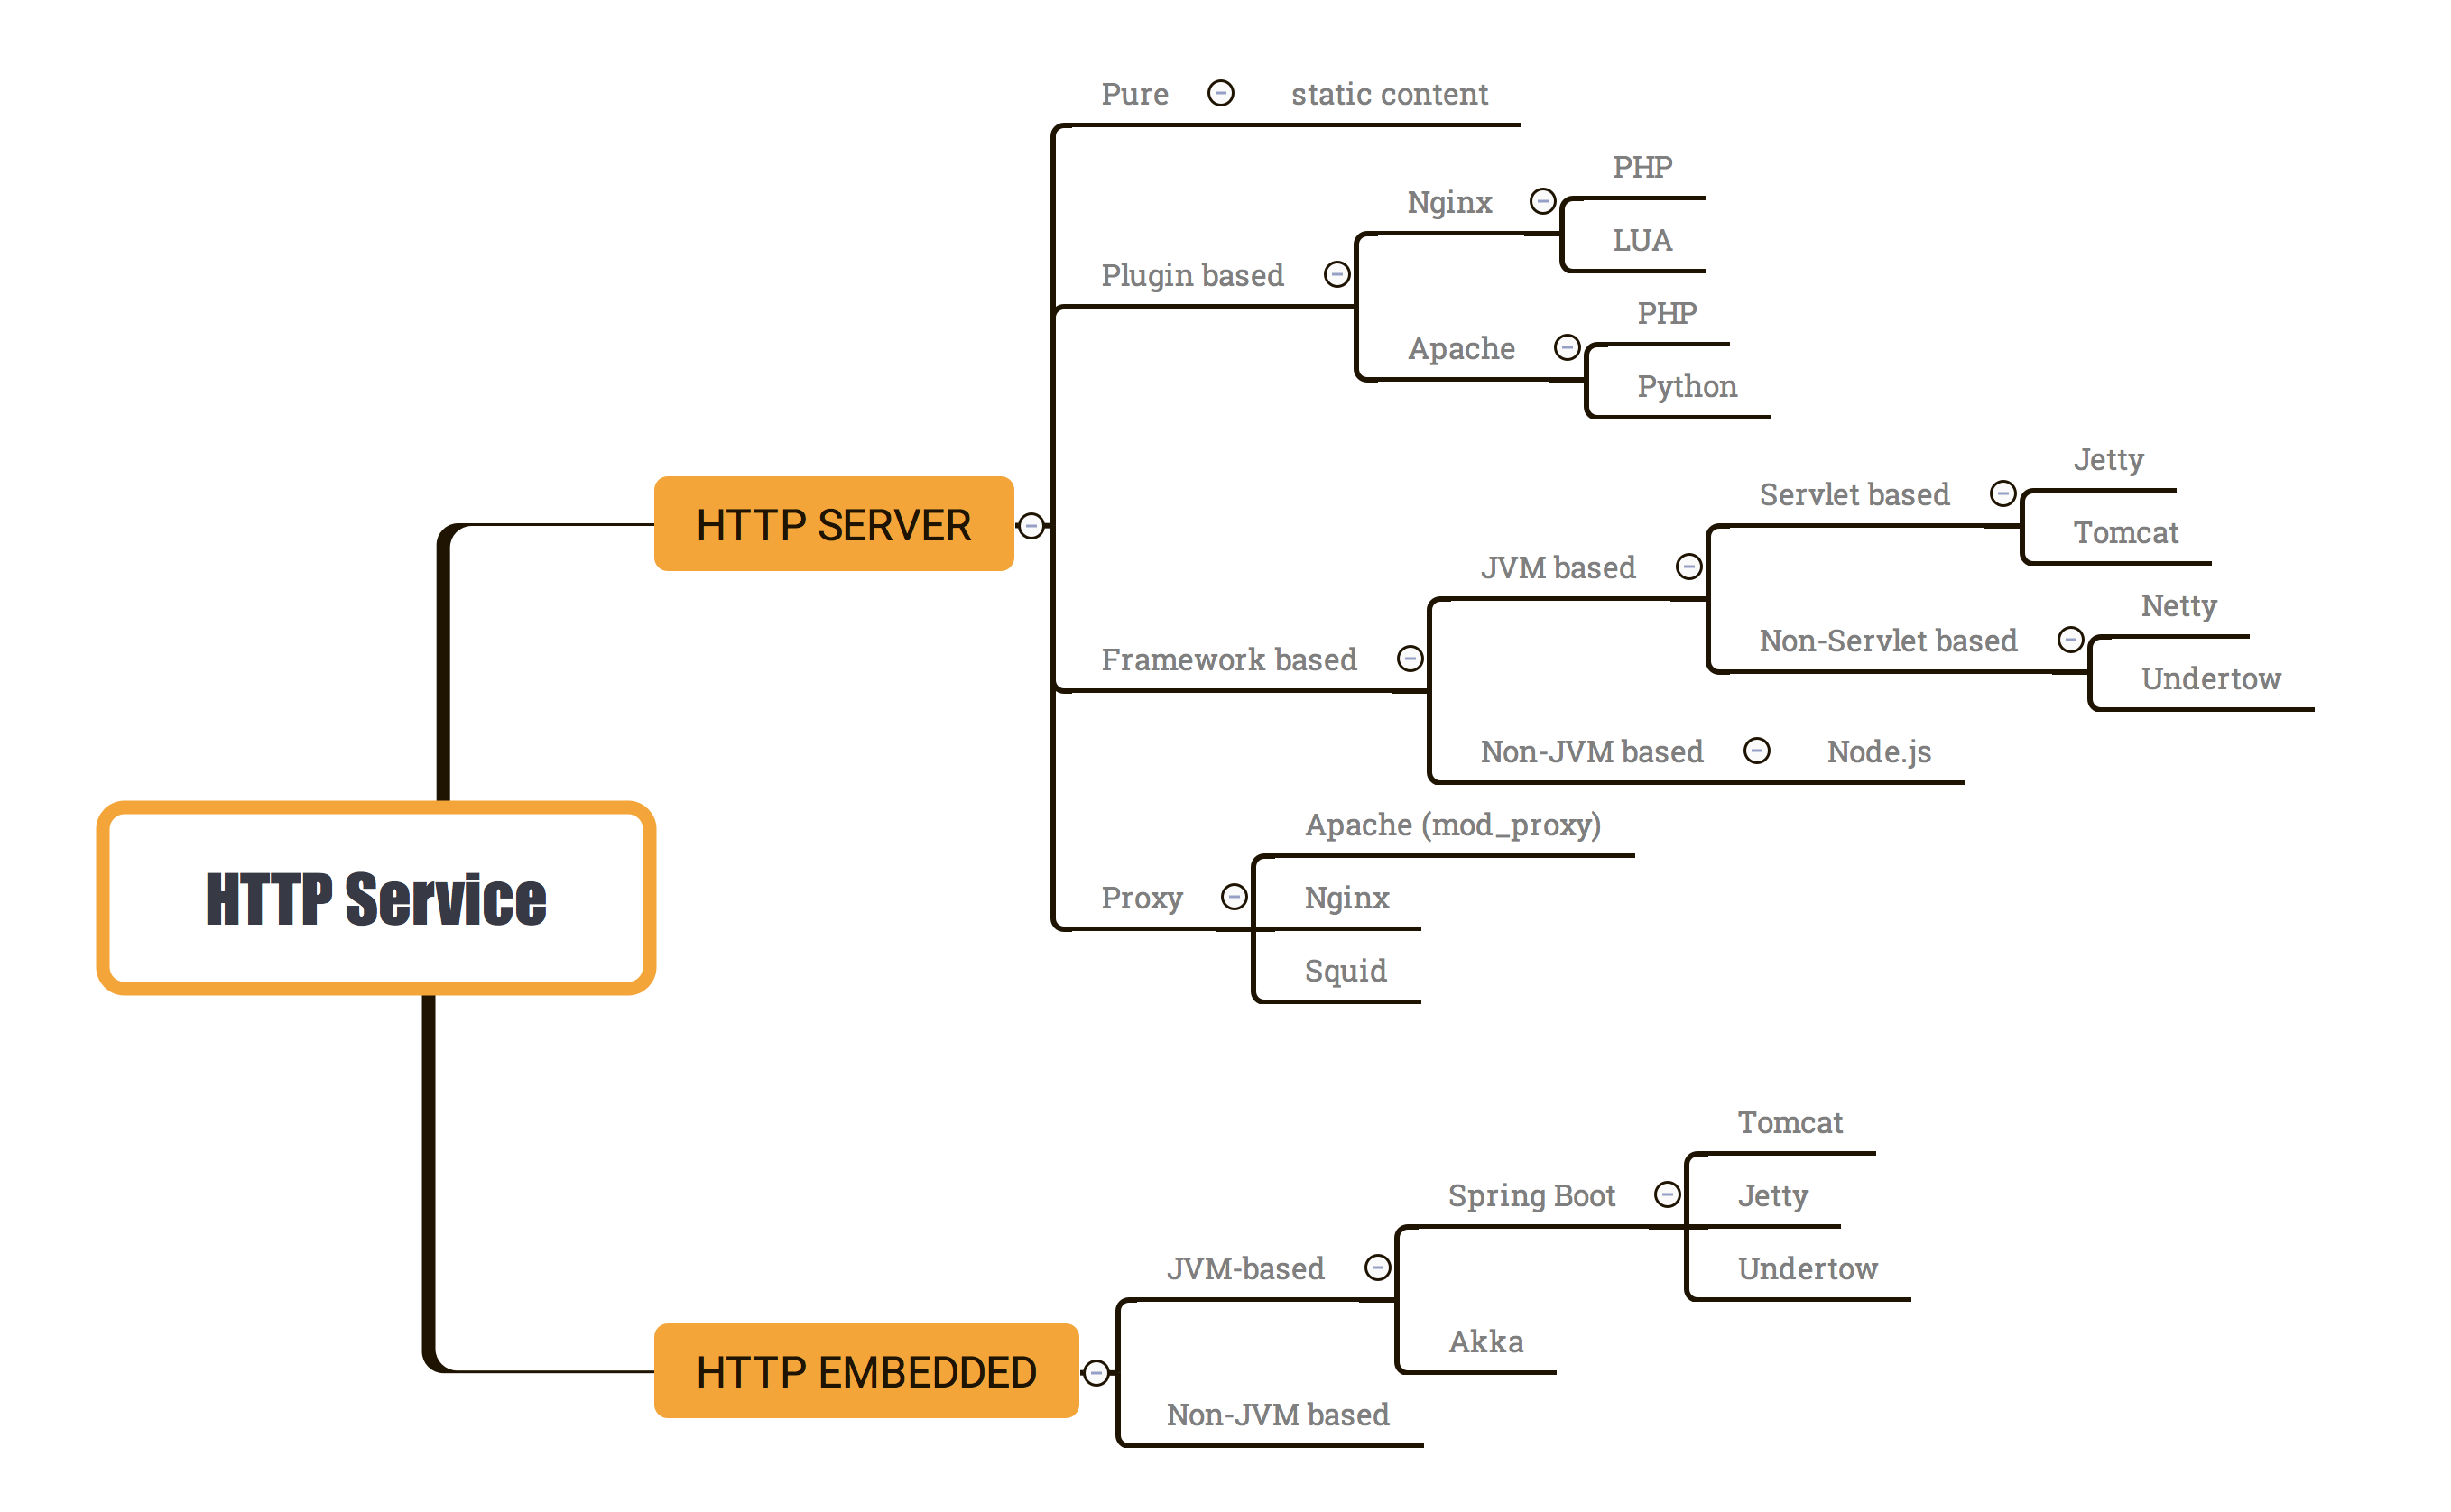 Pure
static content
PHP
Nginx
LUA
Plugin based
PHP
Apache
Python
Jetty
Servlet based
Tomcat
HTTP SERVER
JVM based
Netty
Non-Servlet based
Framework based
Undertow
Non-JVM based
Node.js
Apache (mod_proxy)
Proxy
Nginx
Squid
HTTP Service
Tomcat
Spring Boot
Jetty
JVM-based
Undertow
Akka
HTTP EMBEDDED
Non-JVM based